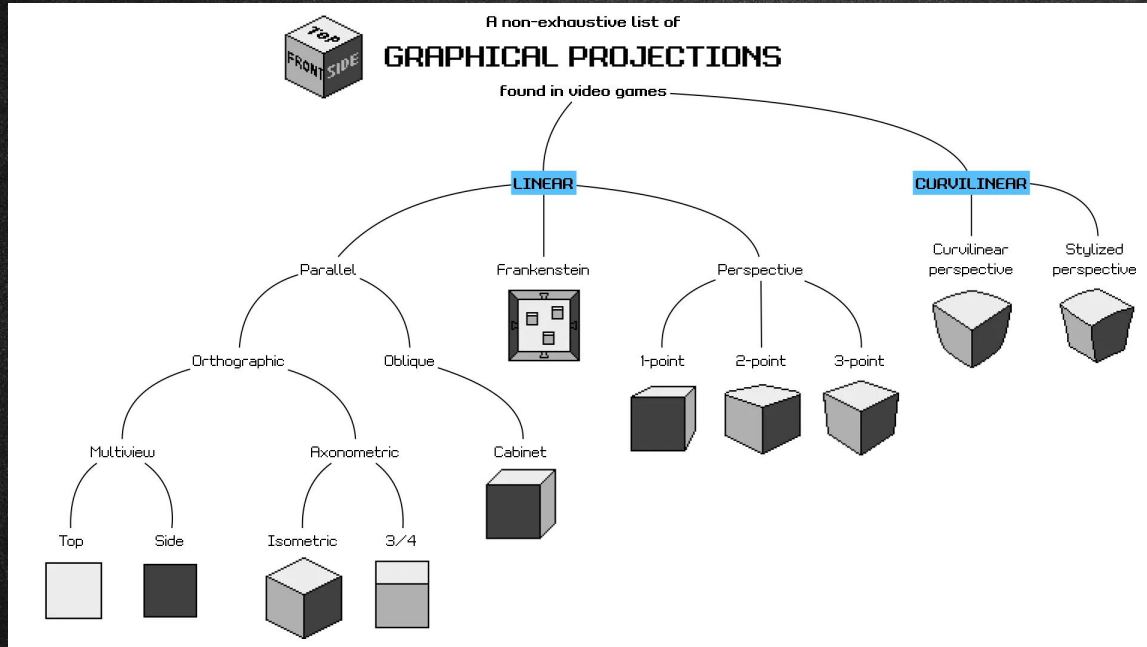 A non-exhaustive list of
TOP
FRONT
SIDE
GRAPHICAL PROJECTIONS
found in video games
LINEAR
CURVILINEAR
Parallel
Frankenstein
Perspective
Curvilinear
perspective
Stylized
perspective
Orthographic
Oblique
1-point
2-point
3-point
Multiview
Axonometric
Cabinet
Top
Side
Isometric
3/4